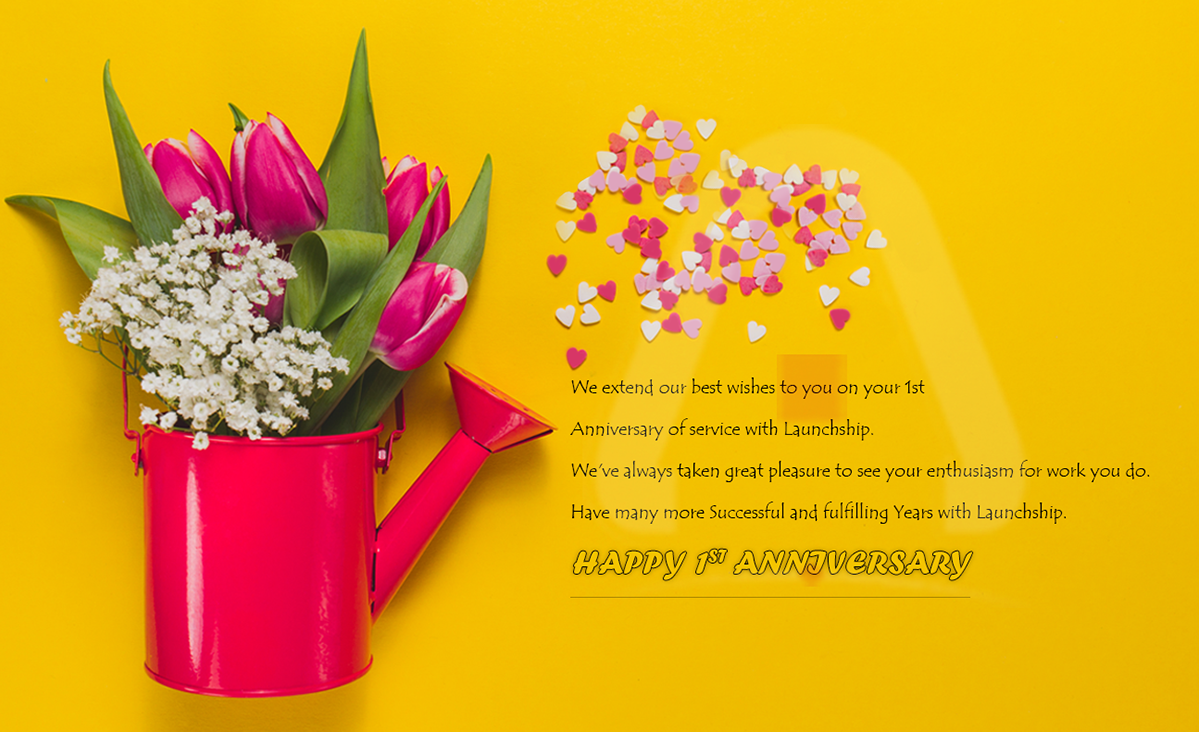 We extend our best wishes to you on your 1st
Anniversary of service with Launchship.
We've always taken great pleasure to see your enthusiasm for work you do.
Have many more Successful and fulfilling Years with Launchship.
HAPPY 1ST ANNIVERSARY